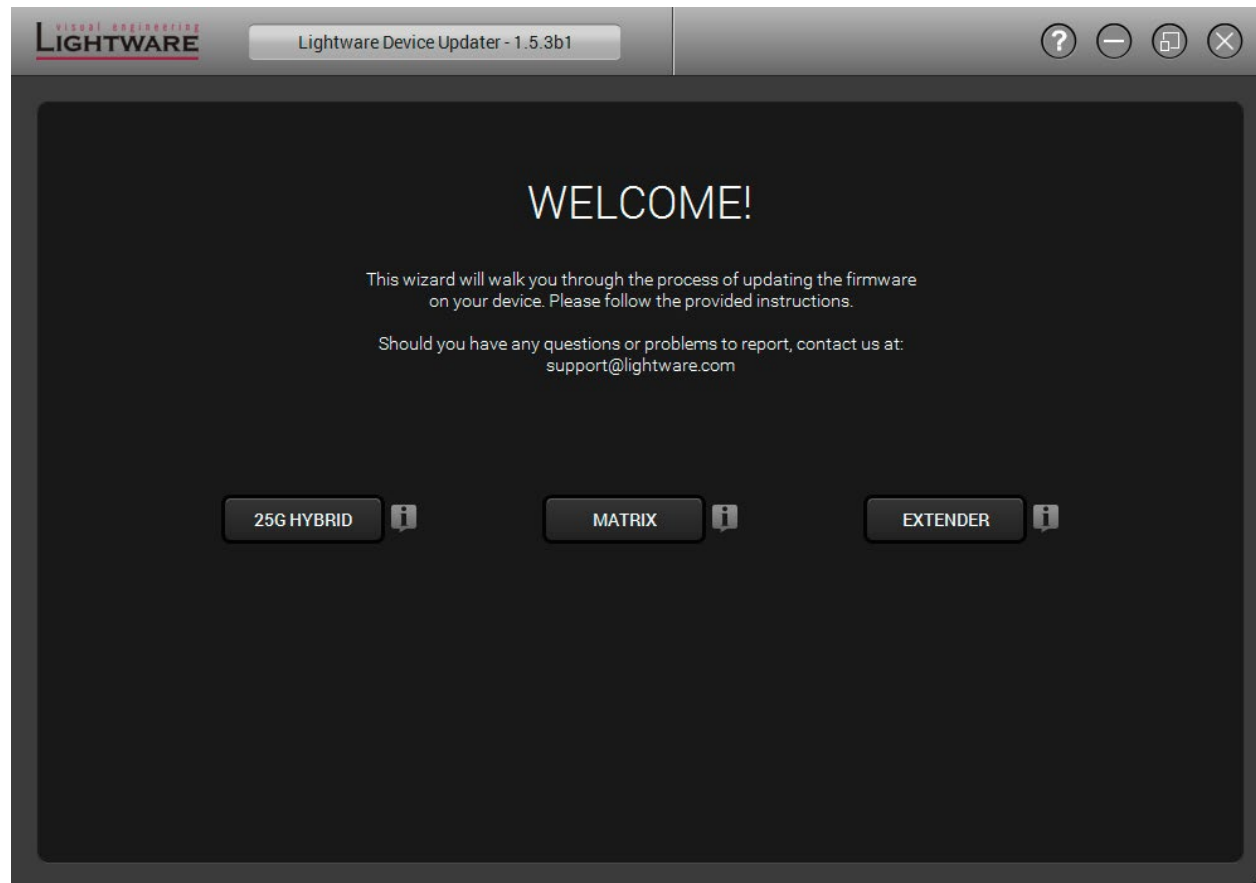 visual engineering
LIGHTWARE
Lightware Device Updater - 1.5.3b1
?
WELCOME!
This wizard will walk you through the process of updating the firmware
on your device. Please follow the provided instructions.
Should you have any questions or problems to report, contact us at:
support@lightware.com
25G HYBRID
i
MATRIX
i
EXTENDER
i